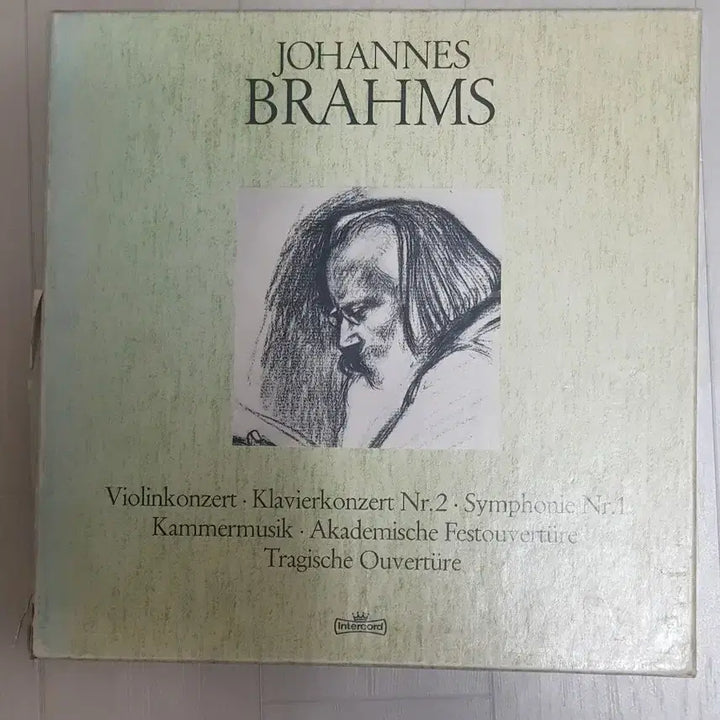 JOHANNES
BRAHMS
Violinkonzert · Klavierkonzert Nr.2 · Symphonie Nr.1
Kammermusik · Akademische Festouvertüre
Tragische Ouvertüre
Intercord